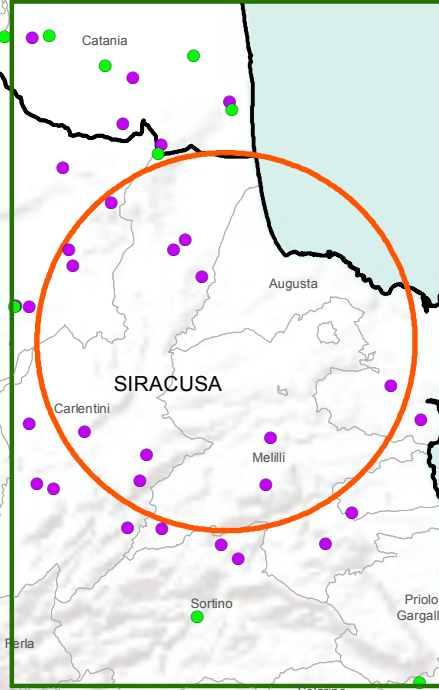 Catania
Augusta
SIRACUSA
Carlentini
Melilli
Sortino
Priolo
Gargall
Ferla